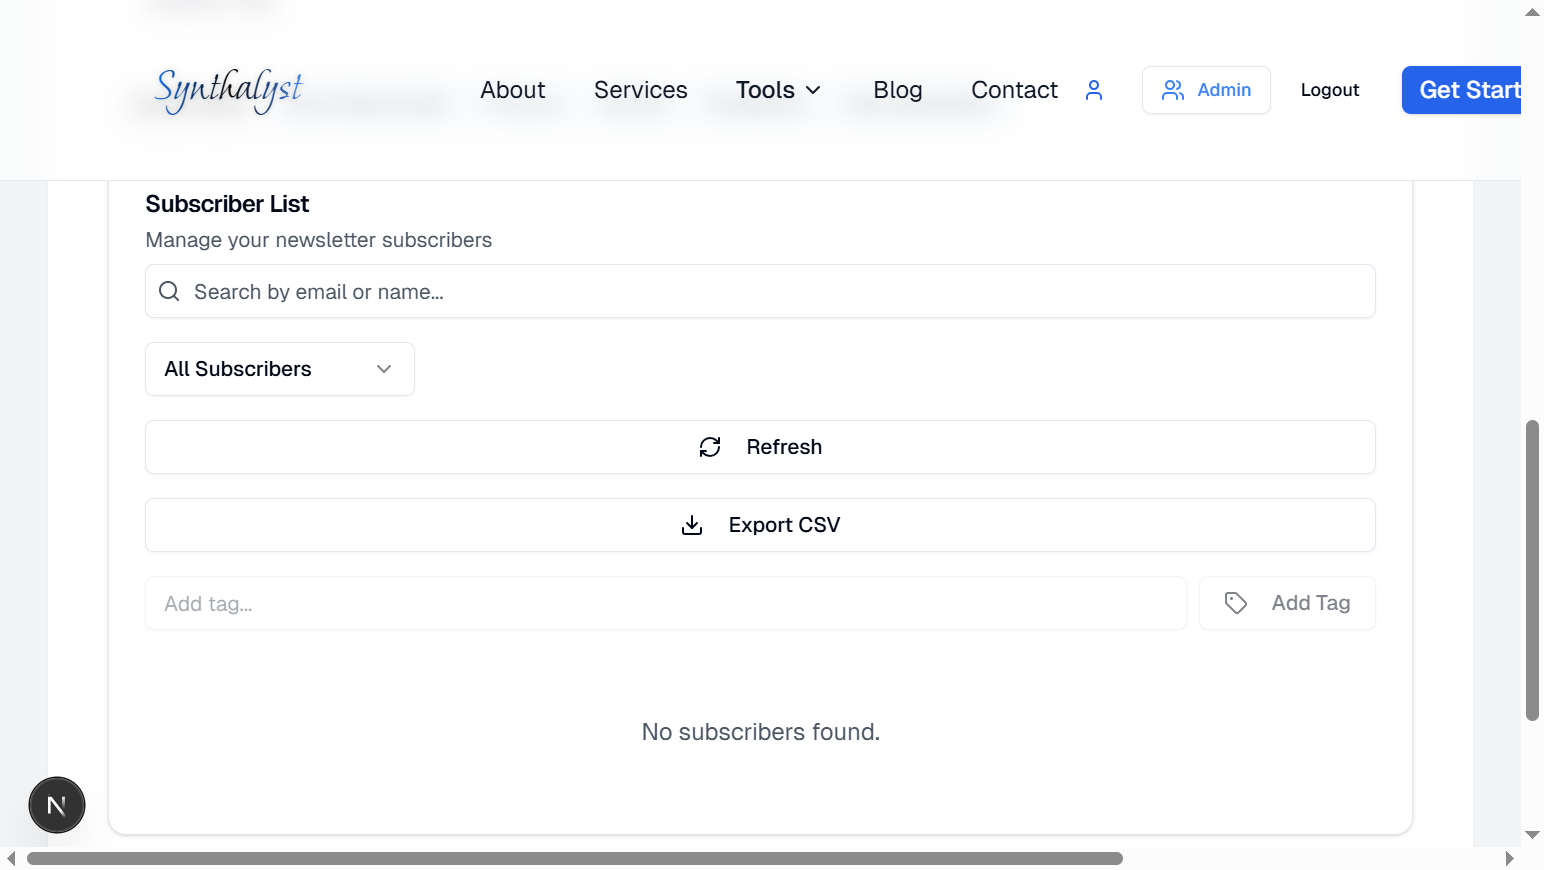 Synthalyst
About
Services
Tools
Blog
Contact
Admin
Logout
Get Start
Subscriber List
Manage your newsletter subscribers
Search by email or name...
All Subscribers
Refresh
Export CSV
Add tag...
Add Tag
No subscribers found.
N